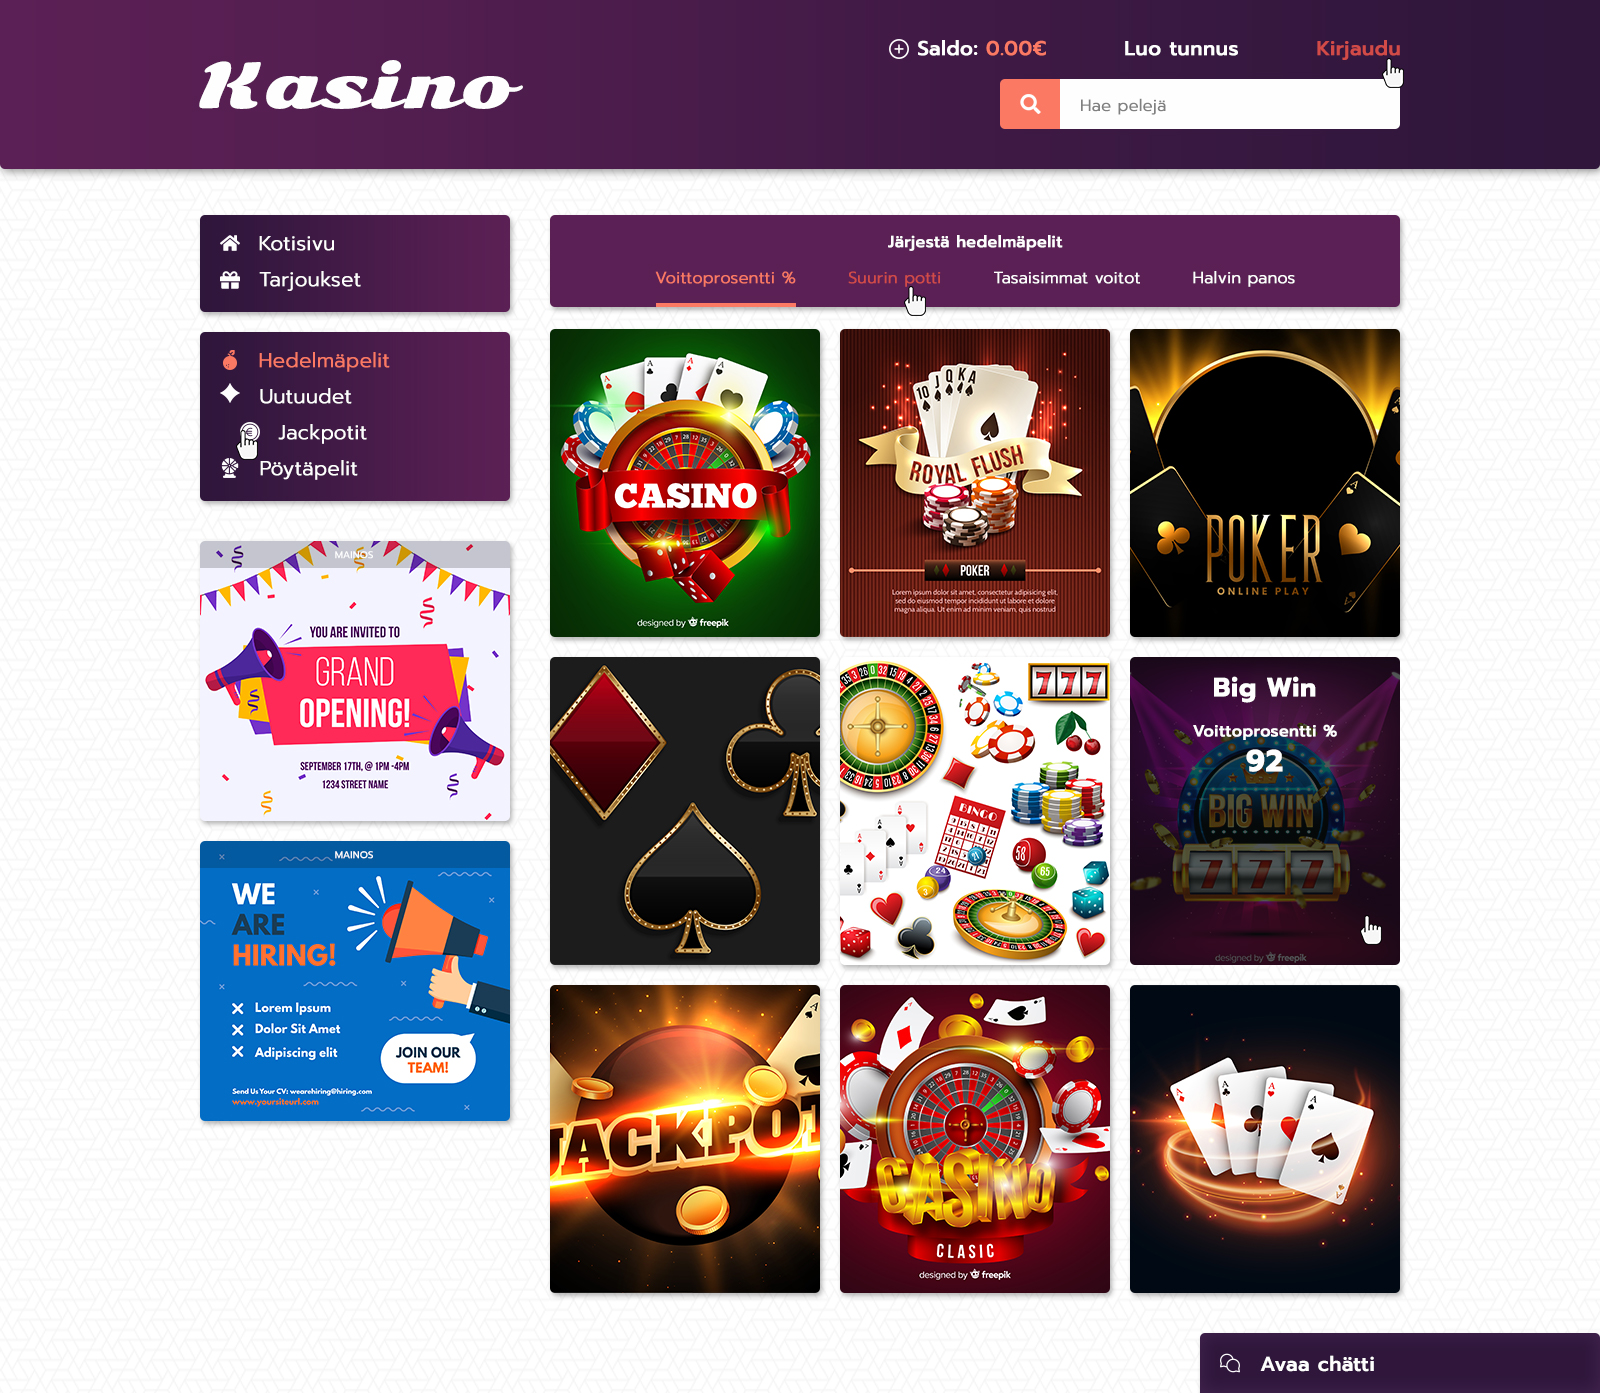 Kasino
Saldo: 0.00€
Luo tunnus
Kirjaudu
Hae pelejä
Kotisivu
Tarjoukset
Hedelmäpelit
Uutuudet
Jackpotit
Pöytäpelit
MAINOS
YOU ARE INVITED TO
GRAND
OPENING!
SEPTEMBER 17TH, @ 1PM -4PM
1234 STREET NAME
MAINOS
WE
ARE
HIRING!
Lorem Ipsum
Dolor Sit Amet
Adipiscing elit
JOIN OUR
TEAM!
Send Us Your CV: wearehiring@hiring.com
www.yoursiteurl.com
Järjestä hedelmäpelit
Voittoprosentti %
Suurin potti
Tasaisimmat voitot
Halvin panos
CASINO
designed by freepik
10 J Q K A
ROYAL FLUSH
POKER
Lorem ipsum dolor sit amet, consectetur adipisicing elit,
sed do eiusmod tempor incididunt ut labore et dolore
magna aliqua. Ut enim ad minim veniam, quis nostrud
POKER
ONLINE PLAY
777
BINGO
58
65
24
3
Big Win
Voittoprosentti %
92
BIG WIN
777
designed by freepik
JACKPOT
CASINO
CLASIC
designed by freepik
Avaa chätti